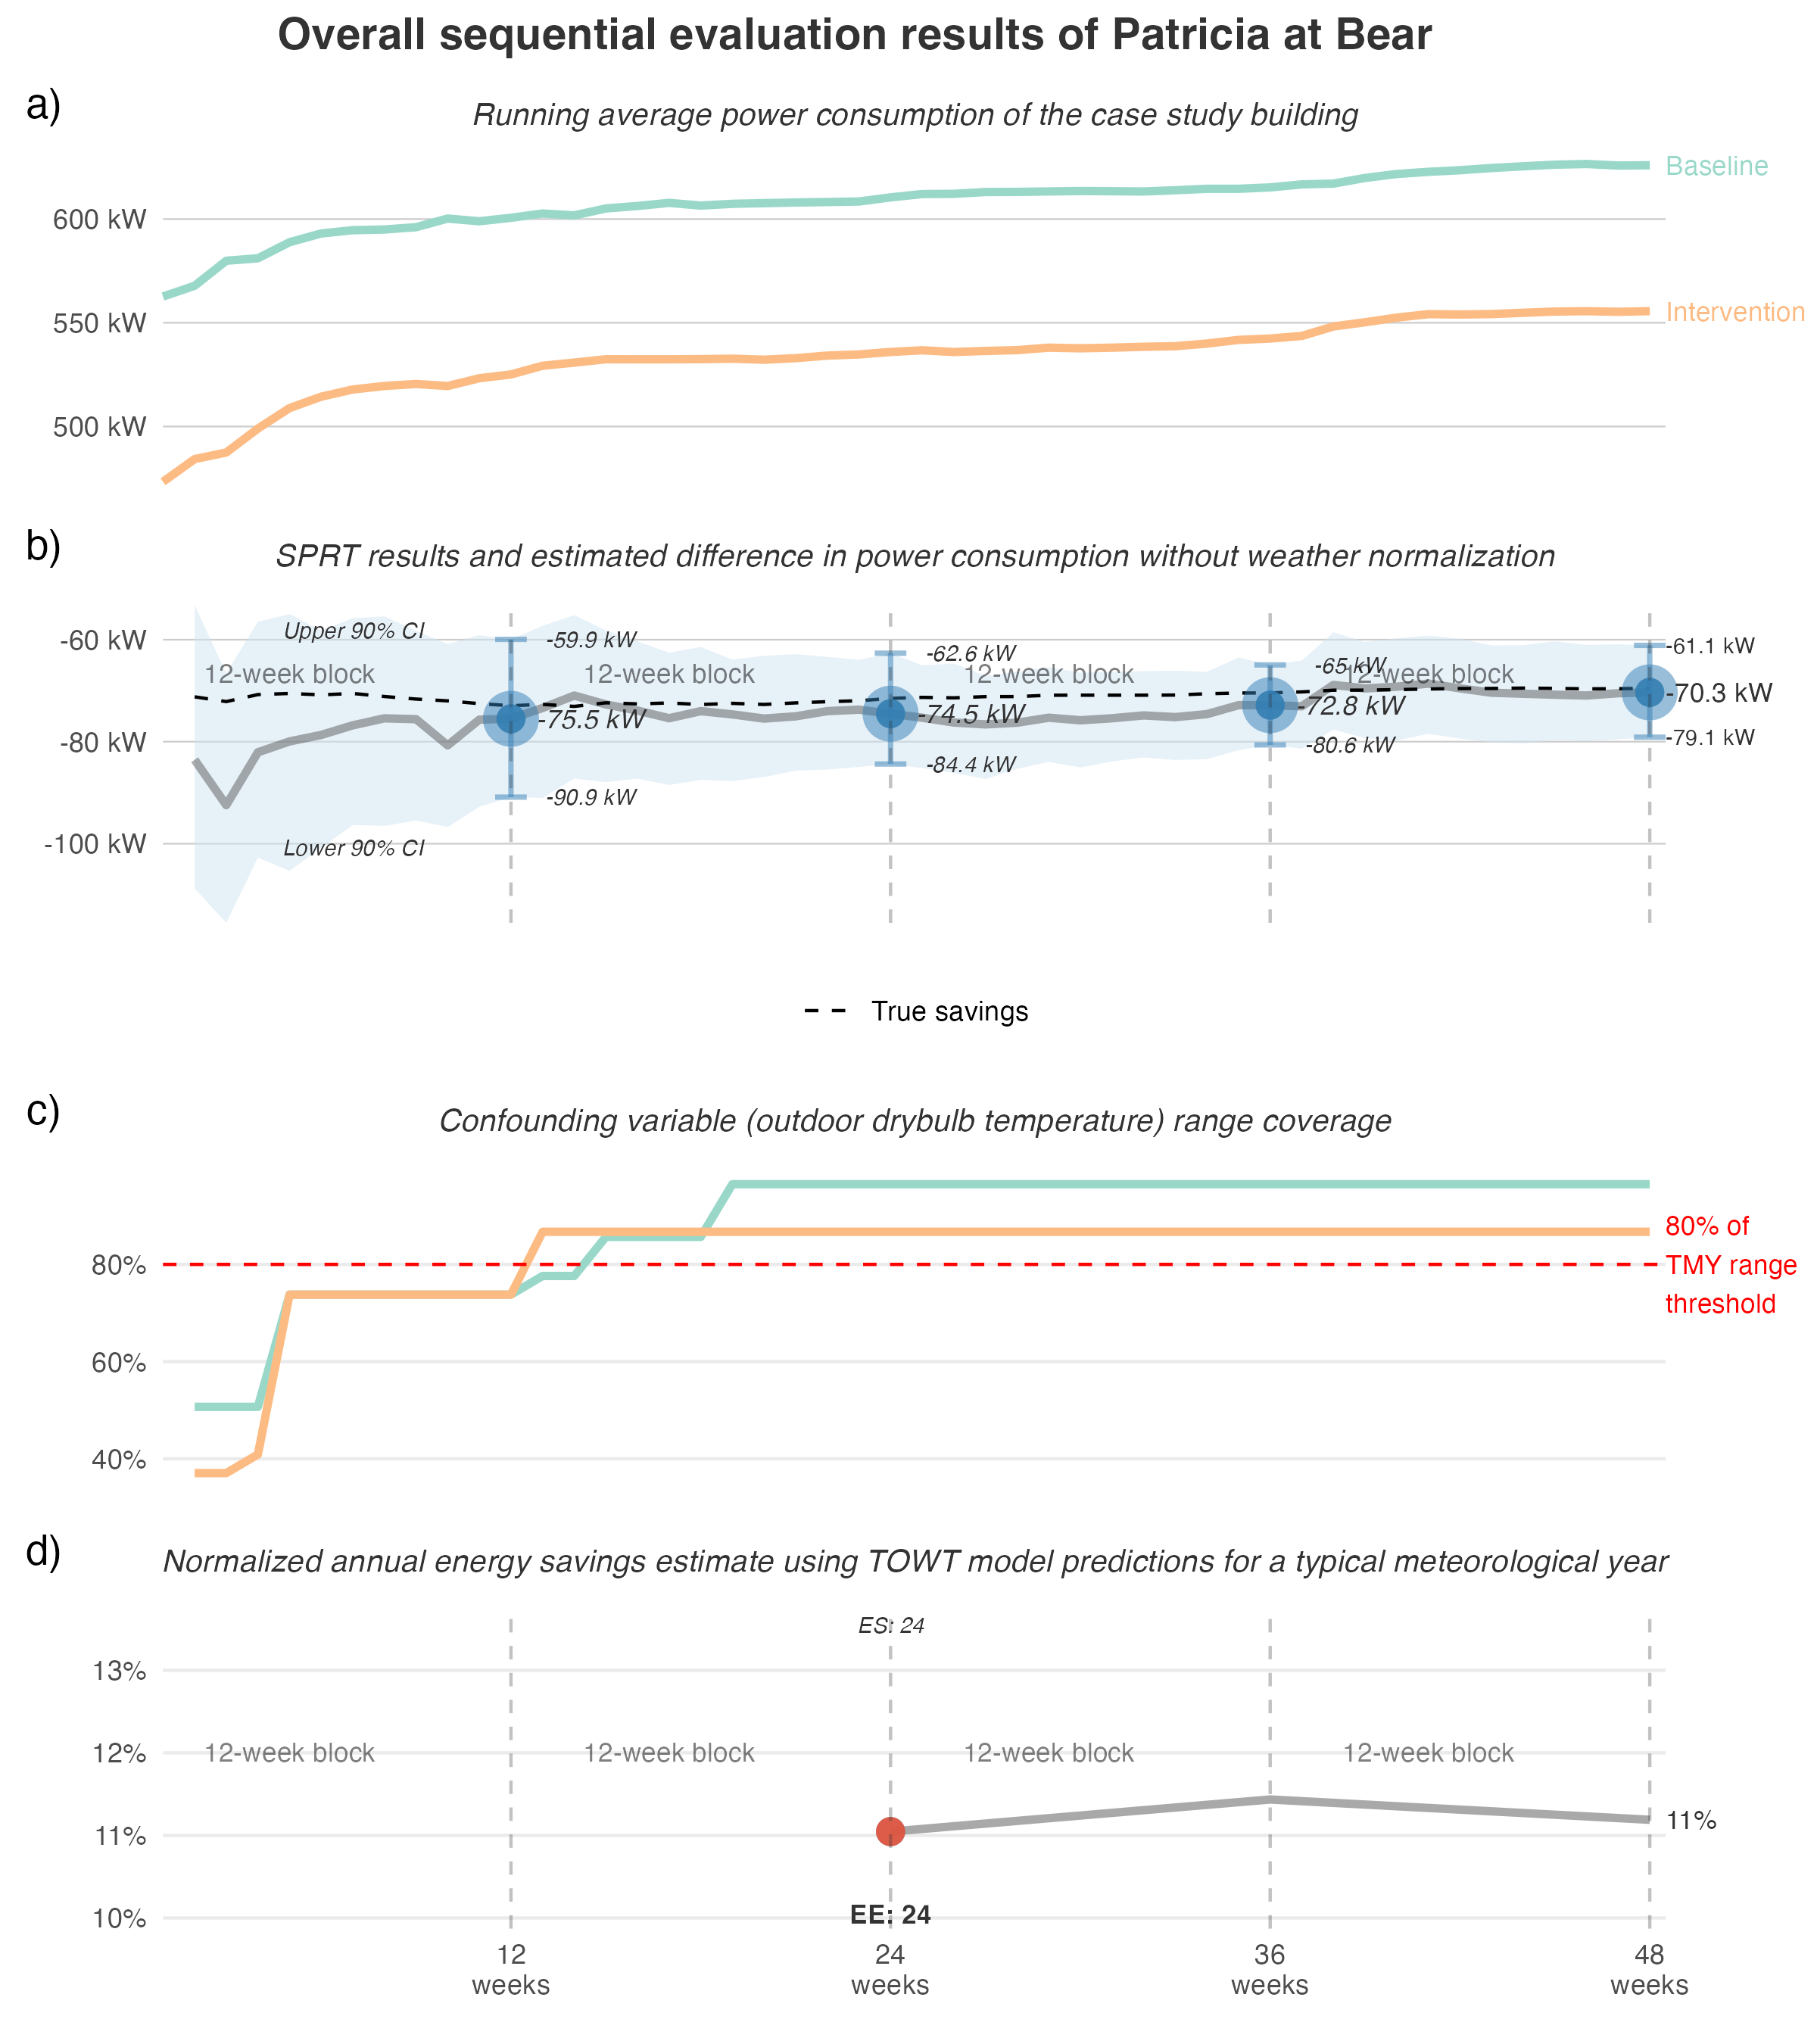 Overall sequential evaluation results of Patricia at Bear
a)
Running average power consumption of the case study building
Baseline
600 kW
Intervention
550 kW
500 kW
b)
SPRT results and estimated difference in power consumption without weather normalization
-60 kW
Upper 90% CI
-59.9 kW
-62.6 kW
-65 kW
-61.1 kW
12-week block
12-week block
12-week block
12-week block
-75.5 kW
-74.5 kW
-72.8 kW
-70.3 kW
-80 kW
-90.9 kW
-84.4 kW
-80.6 kW
-79.1 kW
-100 kW
Lower 90% CI
True savings
c)
Confounding variable (outdoor drybulb temperature) range coverage
80%
60%
40%
80% of
TMY range
threshold
d)
Normalized annual energy savings estimate using TOWT model predictions for a typical meteorological year
ES: 24
13%
12%
12-week block
12-week block
12-week block
12-week block
11%
11%
10%
EE: 24
12
weeks
24
weeks
36
weeks
48
weeks